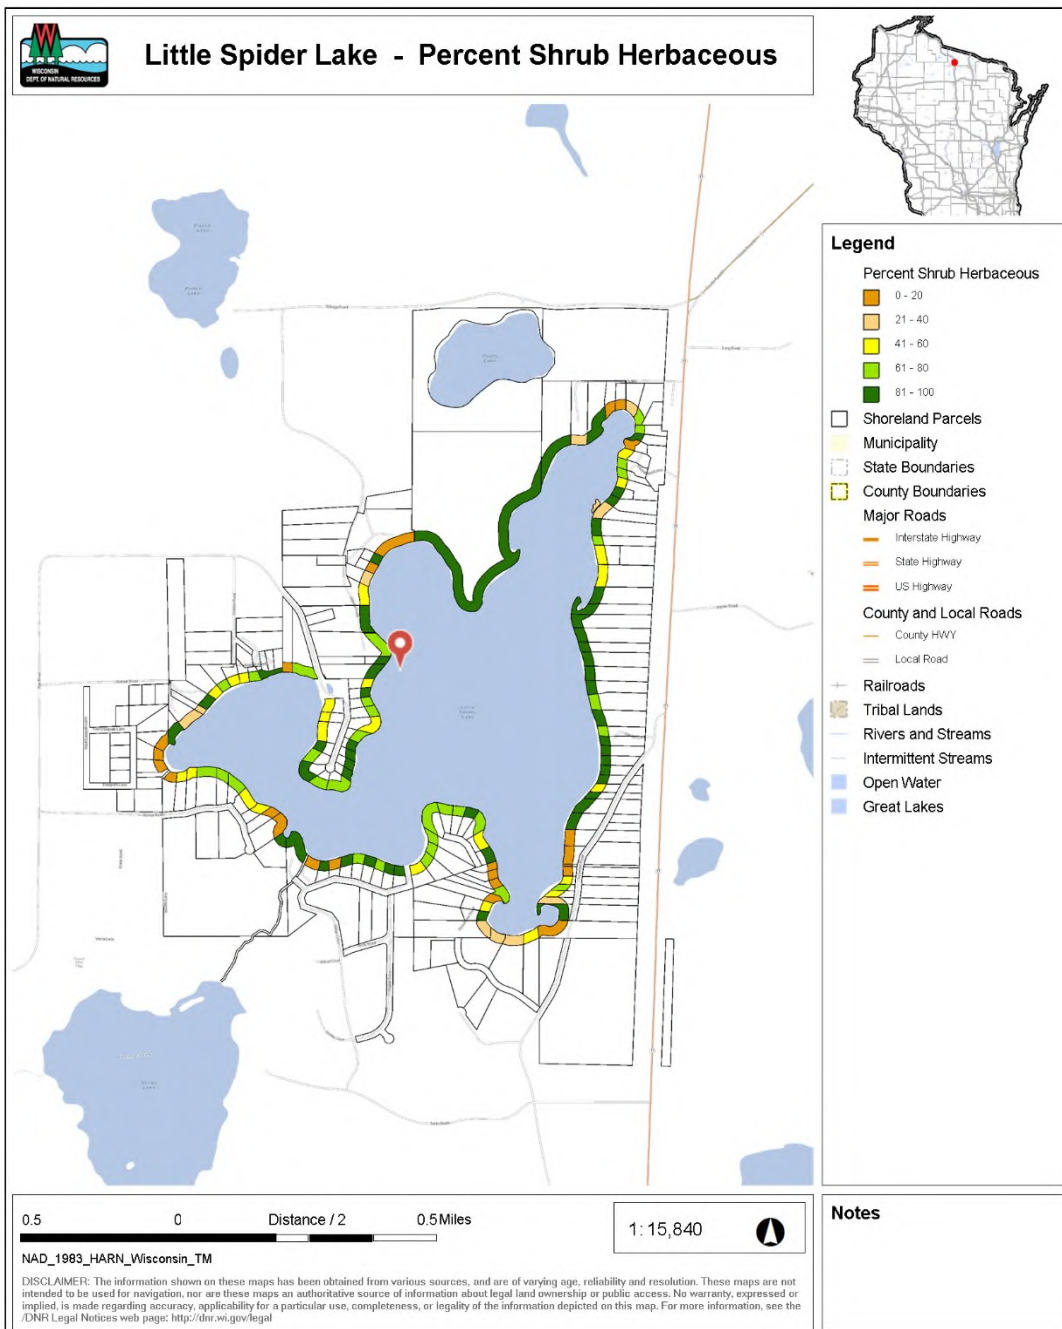 WISCONSIN
DEPT. OF NATURAL RESOURCES
Little Spider Lake - Percent Shrub Herbaceous
Legend
Percent Shrub Herbaceous
0 - 20
21 - 40
41 - 60
61 - 80
81 - 100
Shoreland Parcels
Municipality
State Boundaries
County Boundaries
Major Roads
Interstate Highway
State Highway
US Highway
County and Local Roads
County HWY
Local Road
Railroads
Tribal Lands
Rivers and Streams
Intermittent Streams
Open Water
Great Lakes
0.5 0 Distance / 2 0.5 Miles
1: 15,840
NAD_1983_HARN_Wisconsin_TM
DISCLAIMER: The information shown on these maps has been obtained from various sources, and are of varying age, reliability and resolution. These maps are not
intended to be used for navigation, nor are these maps an authoritative source of information about legal land ownership or public access. No warranty, expressed or
implied, is made regarding accuracy, applicability for a particular use, completeness, or legality of the information depicted on this map. For more information, see the
/DNR Legal Notices web page: http://dnr.wi.gov/legal
Notes